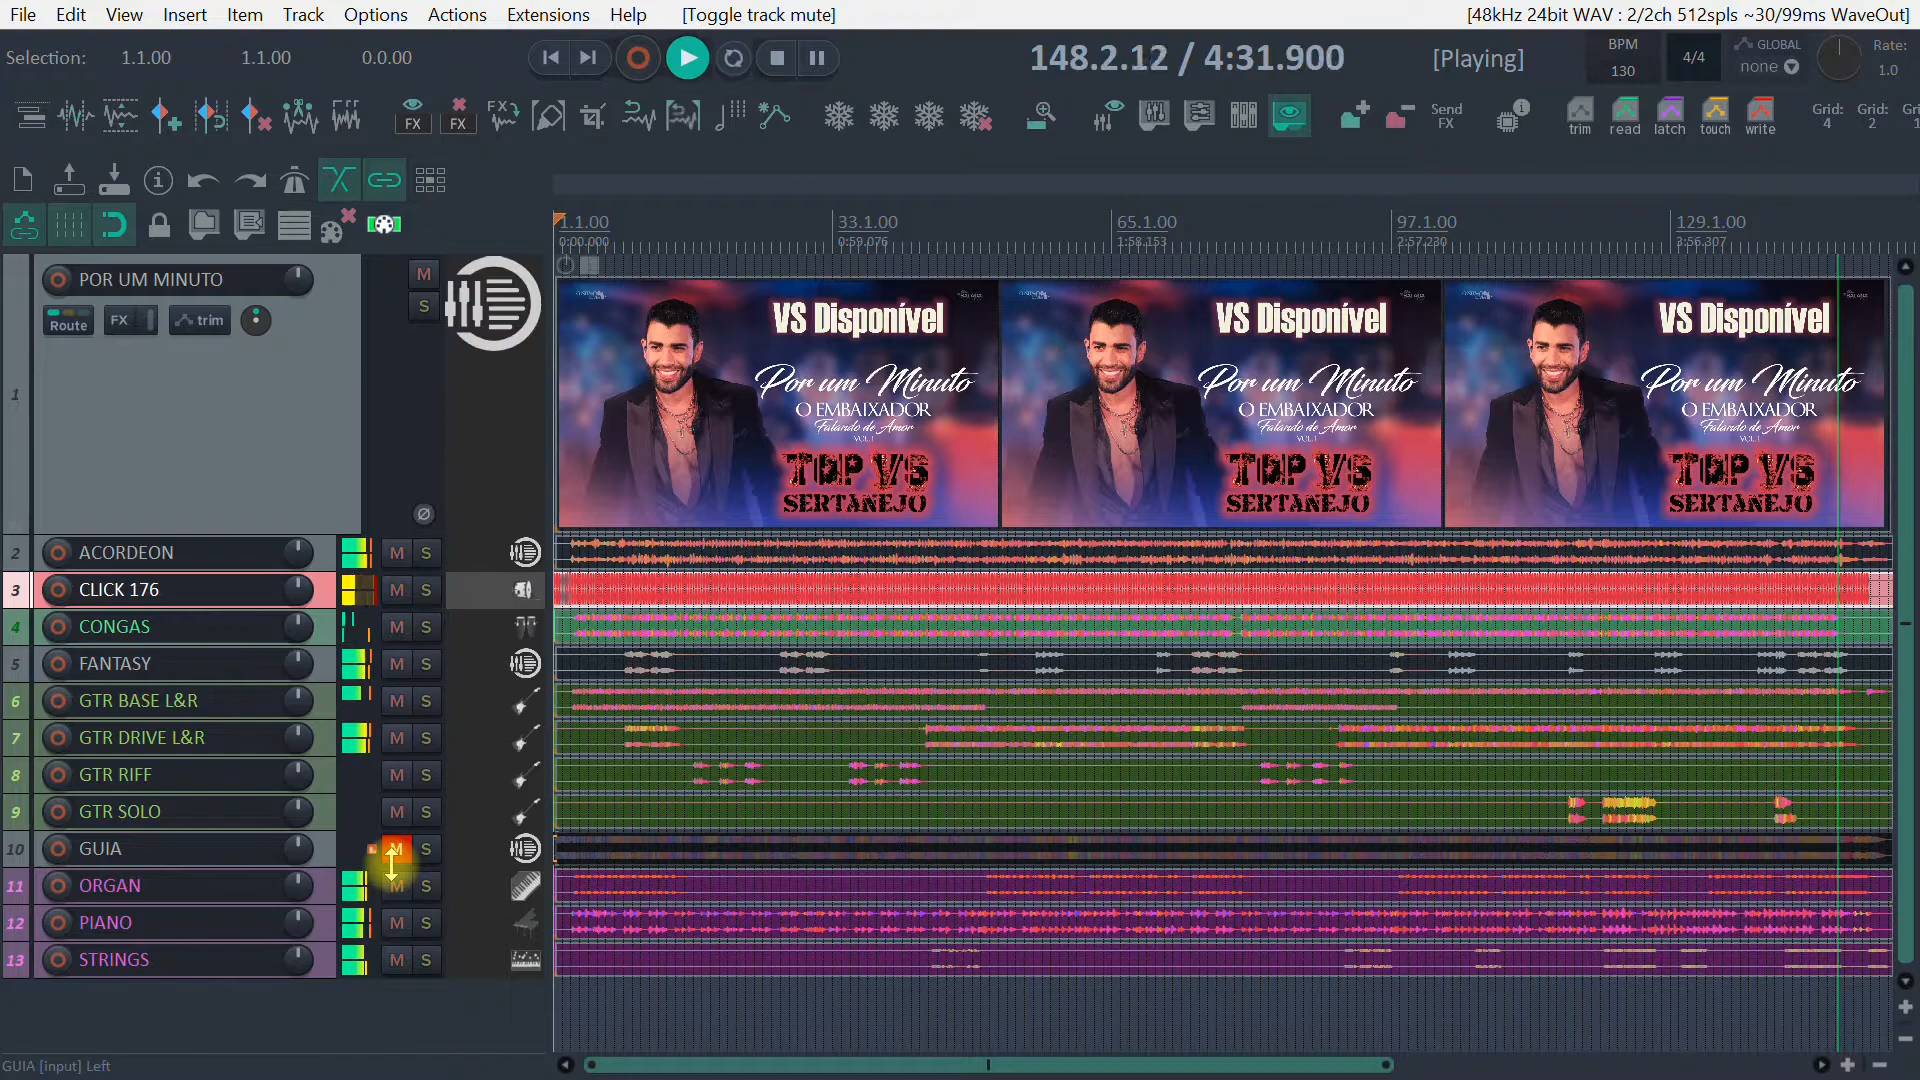 File Edit View Insert Item Track Options Actions Extensions Help [Toggle track mute] [48kHz 24bit WAV : 2/2ch 512spls ~30/99ms WaveOut]
Selection: 1.1.00 1.1.00 0.0.00 148.2.12 / 4:31.900 [Playing] BPM 130 4/4 GLOBAL none Rate: 1.0
FX FX FX Send FX trim read latch touch write Grid: 4 Grid: 2
1.1.00 33.1.00 65.1.00 97.1.00 129.1.00
0:00.000 0:59.076 1:58.153 2:57.230 3:56.307
1 POR UM MINUTO M
S
Route FX trim
VS Disponível VS Disponível VS Disponível
Por um Minuto Por um Minuto Por um Minuto
O EMBAIXADOR O EMBAIXADOR O EMBAIXADOR
Falando de Amor Falando de Amor Falando de Amor
VOL.1 VOL.1 VOL.1
TOP VS TOP VS TOP VS
SERTANEJO SERTANEJO SERTANEJO
2 ACORDEON M S
3 CLICK 176 M S
4 CONGAS M S
5 FANTASY M S
6 GTR BASE L&R M S
7 GTR DRIVE L&R M S
8 GTR RIFF M S
9 GTR SOLO M S
10 GUIA M S
11 ORGAN M S
12 PIANO M S
13 STRINGS M S
GUIA [input] Left